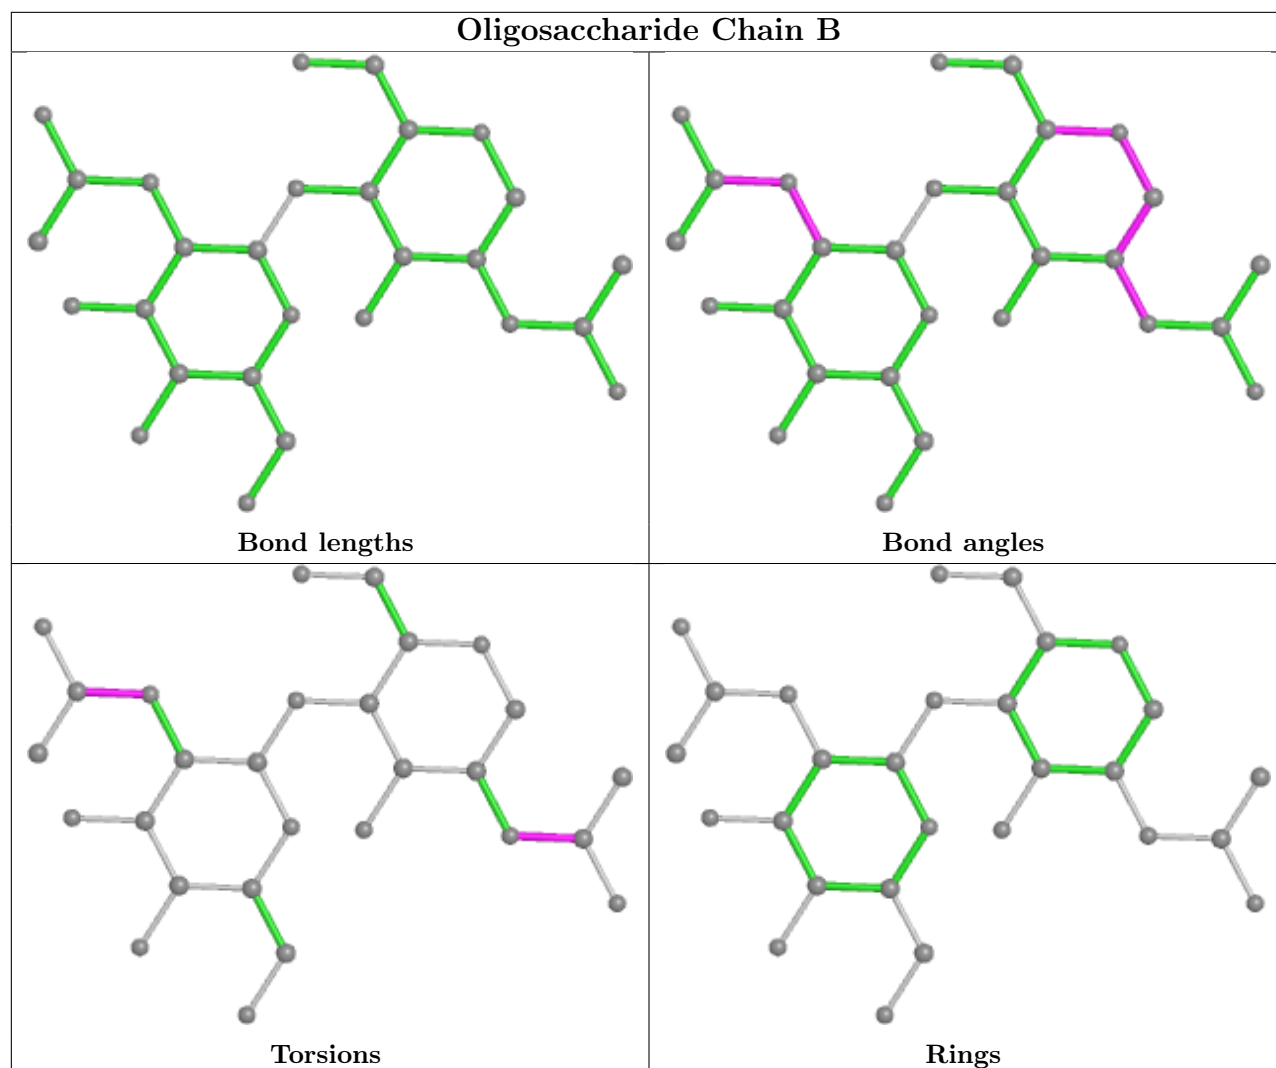 Oligosaccharide Chain B
Bond lengths
Bond angles
Torsions
Rings